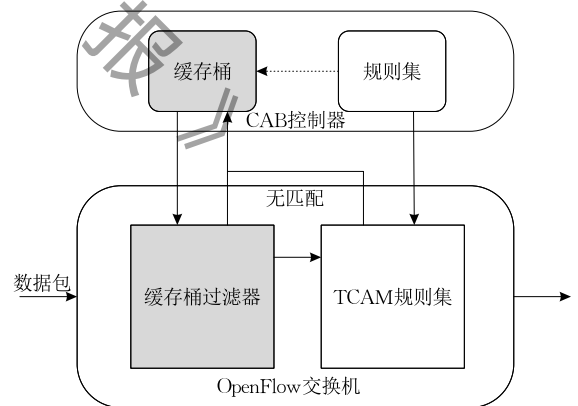 报》
缓存桶
规则集
CAB控制器
无匹配
数据包
缓存桶过滤器
TCAM规则集
OpenFlow交换机